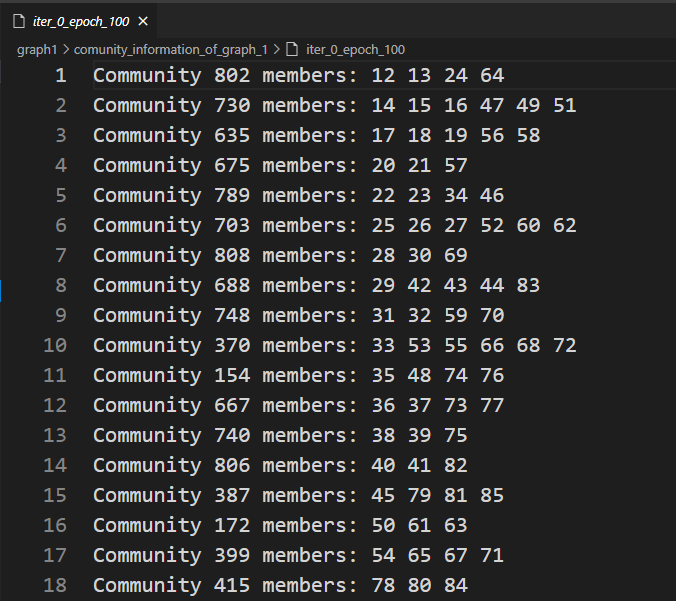 iter_0_epoch_100 ×
graph1 > comunity_information_of_graph_1 > iter_0_epoch_100
1 Community 802 members: 12 13 24 64
2 Community 730 members: 14 15 16 47 49 51
3 Community 635 members: 17 18 19 56 58
4 Community 675 members: 20 21 57
5 Community 789 members: 22 23 34 46
6 Community 703 members: 25 26 27 52 60 62
7 Community 808 members: 28 30 69
8 Community 688 members: 29 42 43 44 83
9 Community 748 members: 31 32 59 70
10 Community 370 members: 33 53 55 66 68 72
11 Community 154 members: 35 48 74 76
12 Community 667 members: 36 37 73 77
13 Community 740 members: 38 39 75
14 Community 806 members: 40 41 82
15 Community 387 members: 45 79 81 85
16 Community 172 members: 50 61 63
17 Community 399 members: 54 65 67 71
18 Community 415 members: 78 80 84